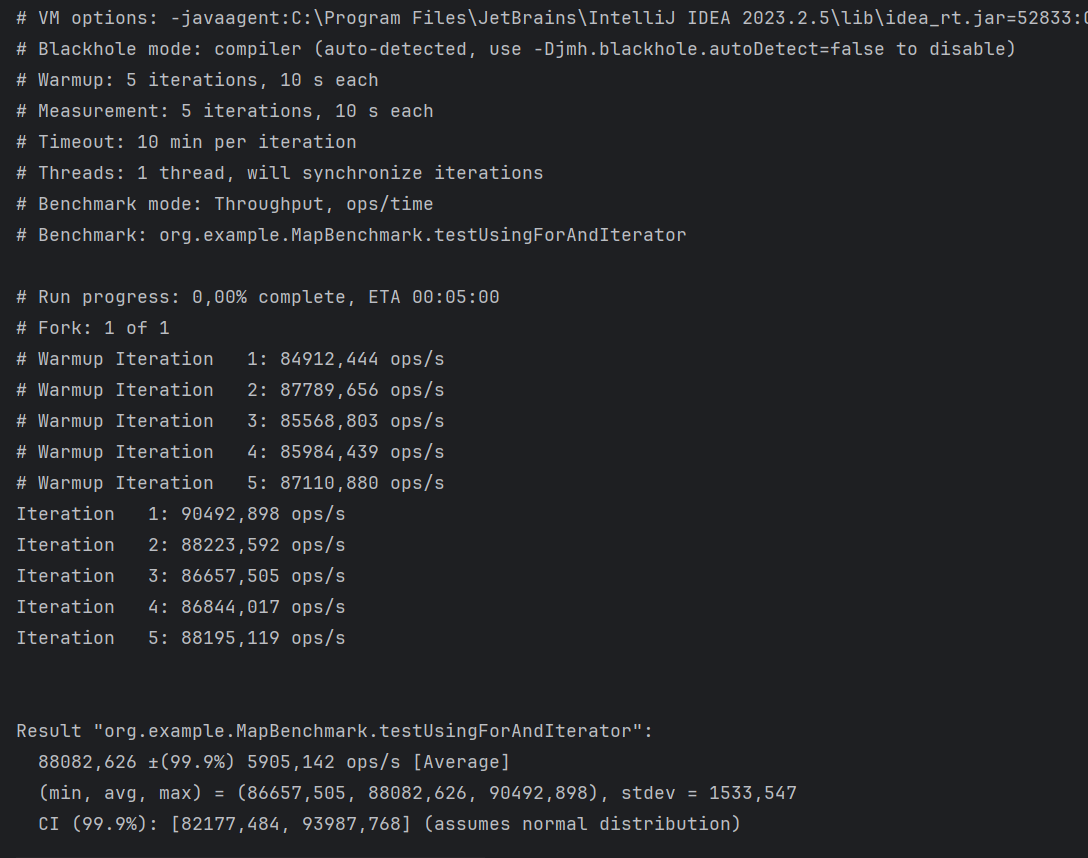 # VM options: -javaagent:C:\Program Files\JetBrains\IntelliJ IDEA 2023.2.5\lib\idea_rt.jar=52833:
# Blackhole mode: compiler (auto-detected, use -Djmh.blackhole.autoDetect=false to disable)
# Warmup: 5 iterations, 10 s each
# Measurement: 5 iterations, 10 s each
# Timeout: 10 min per iteration
# Threads: 1 thread, will synchronize iterations
# Benchmark mode: Throughput, ops/time
# Benchmark: org.example.MapBenchmark.testUsingForAndIterator
# Run progress: 0,00% complete, ETA 00:05:00
# Fork: 1 of 1
# Warmup Iteration   1: 84912,444 ops/s
# Warmup Iteration   2: 87789,656 ops/s
# Warmup Iteration   3: 85568,803 ops/s
# Warmup Iteration   4: 85984,439 ops/s
# Warmup Iteration   5: 87110,880 ops/s
Iteration   1: 90492,898 ops/s
Iteration   2: 88223,592 ops/s
Iteration   3: 86657,505 ops/s
Iteration   4: 86844,017 ops/s
Iteration   5: 88195,119 ops/s
Result "org.example.MapBenchmark.testUsingForAndIterator":
  88082,626 ±(99.9%) 5905,142 ops/s [Average]
  (min, avg, max) = (86657,505, 88082,626, 90492,898), stdev = 1533,547
  CI (99.9%): [82177,484, 93987,768] (assumes normal distribution)